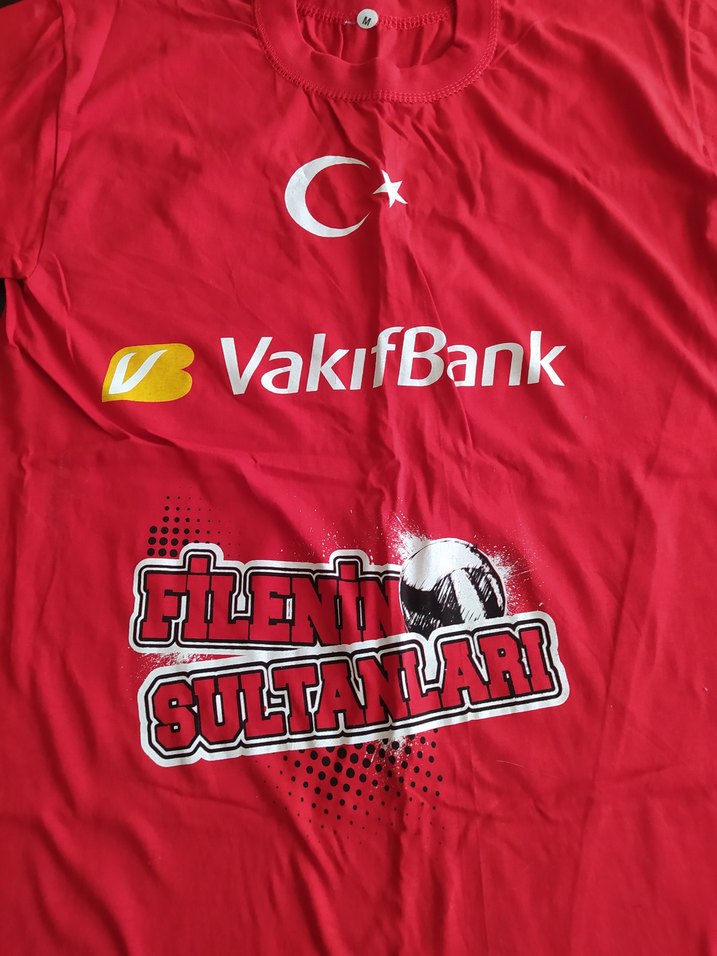 M
VakıfBank
FİLENİN
SULTANLARI